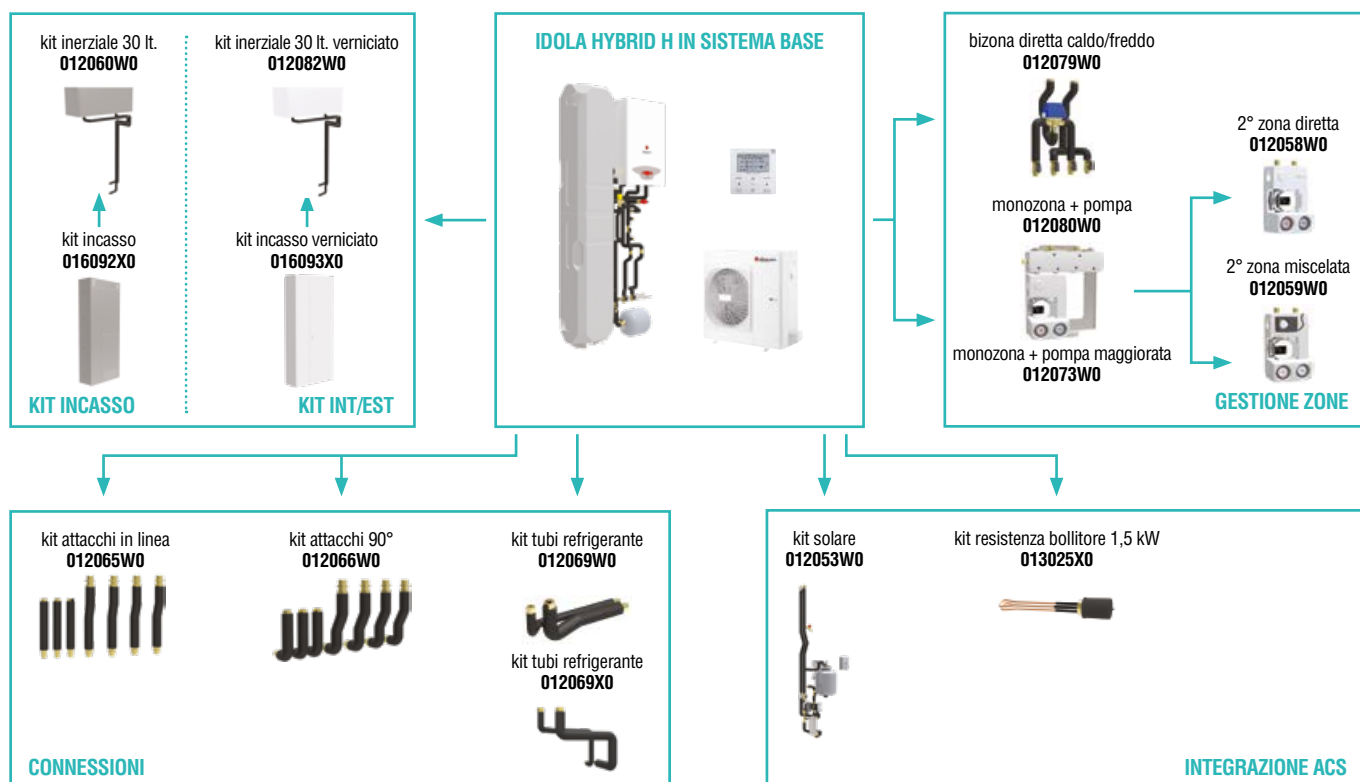 kit inerziale 30 lt.
012060W0
kit incasso
016092X0
KIT INCASSO
kit inerziale 30 lt. verniciato
012082W0
kit incasso verniciato
016093X0
KIT INT/EST
IDOLA HYBRID H IN SISTEMA BASE
bizona diretta caldo/freddo
012079W0
monozona + pompa
012080W0
monozona + pompa maggiorata
012073W0
2° zona diretta
012058W0
2° zona miscelata
012059W0
GESTIONE ZONE
kit attacchi in linea
012065W0
kit attacchi 90°
012066W0
kit tubi refrigerante
012069W0
kit tubi refrigerante
012069X0
CONNESSIONI
kit solare
012053W0
kit resistenza bollitore 1,5 kW
013025X0
INTEGRAZIONE ACS